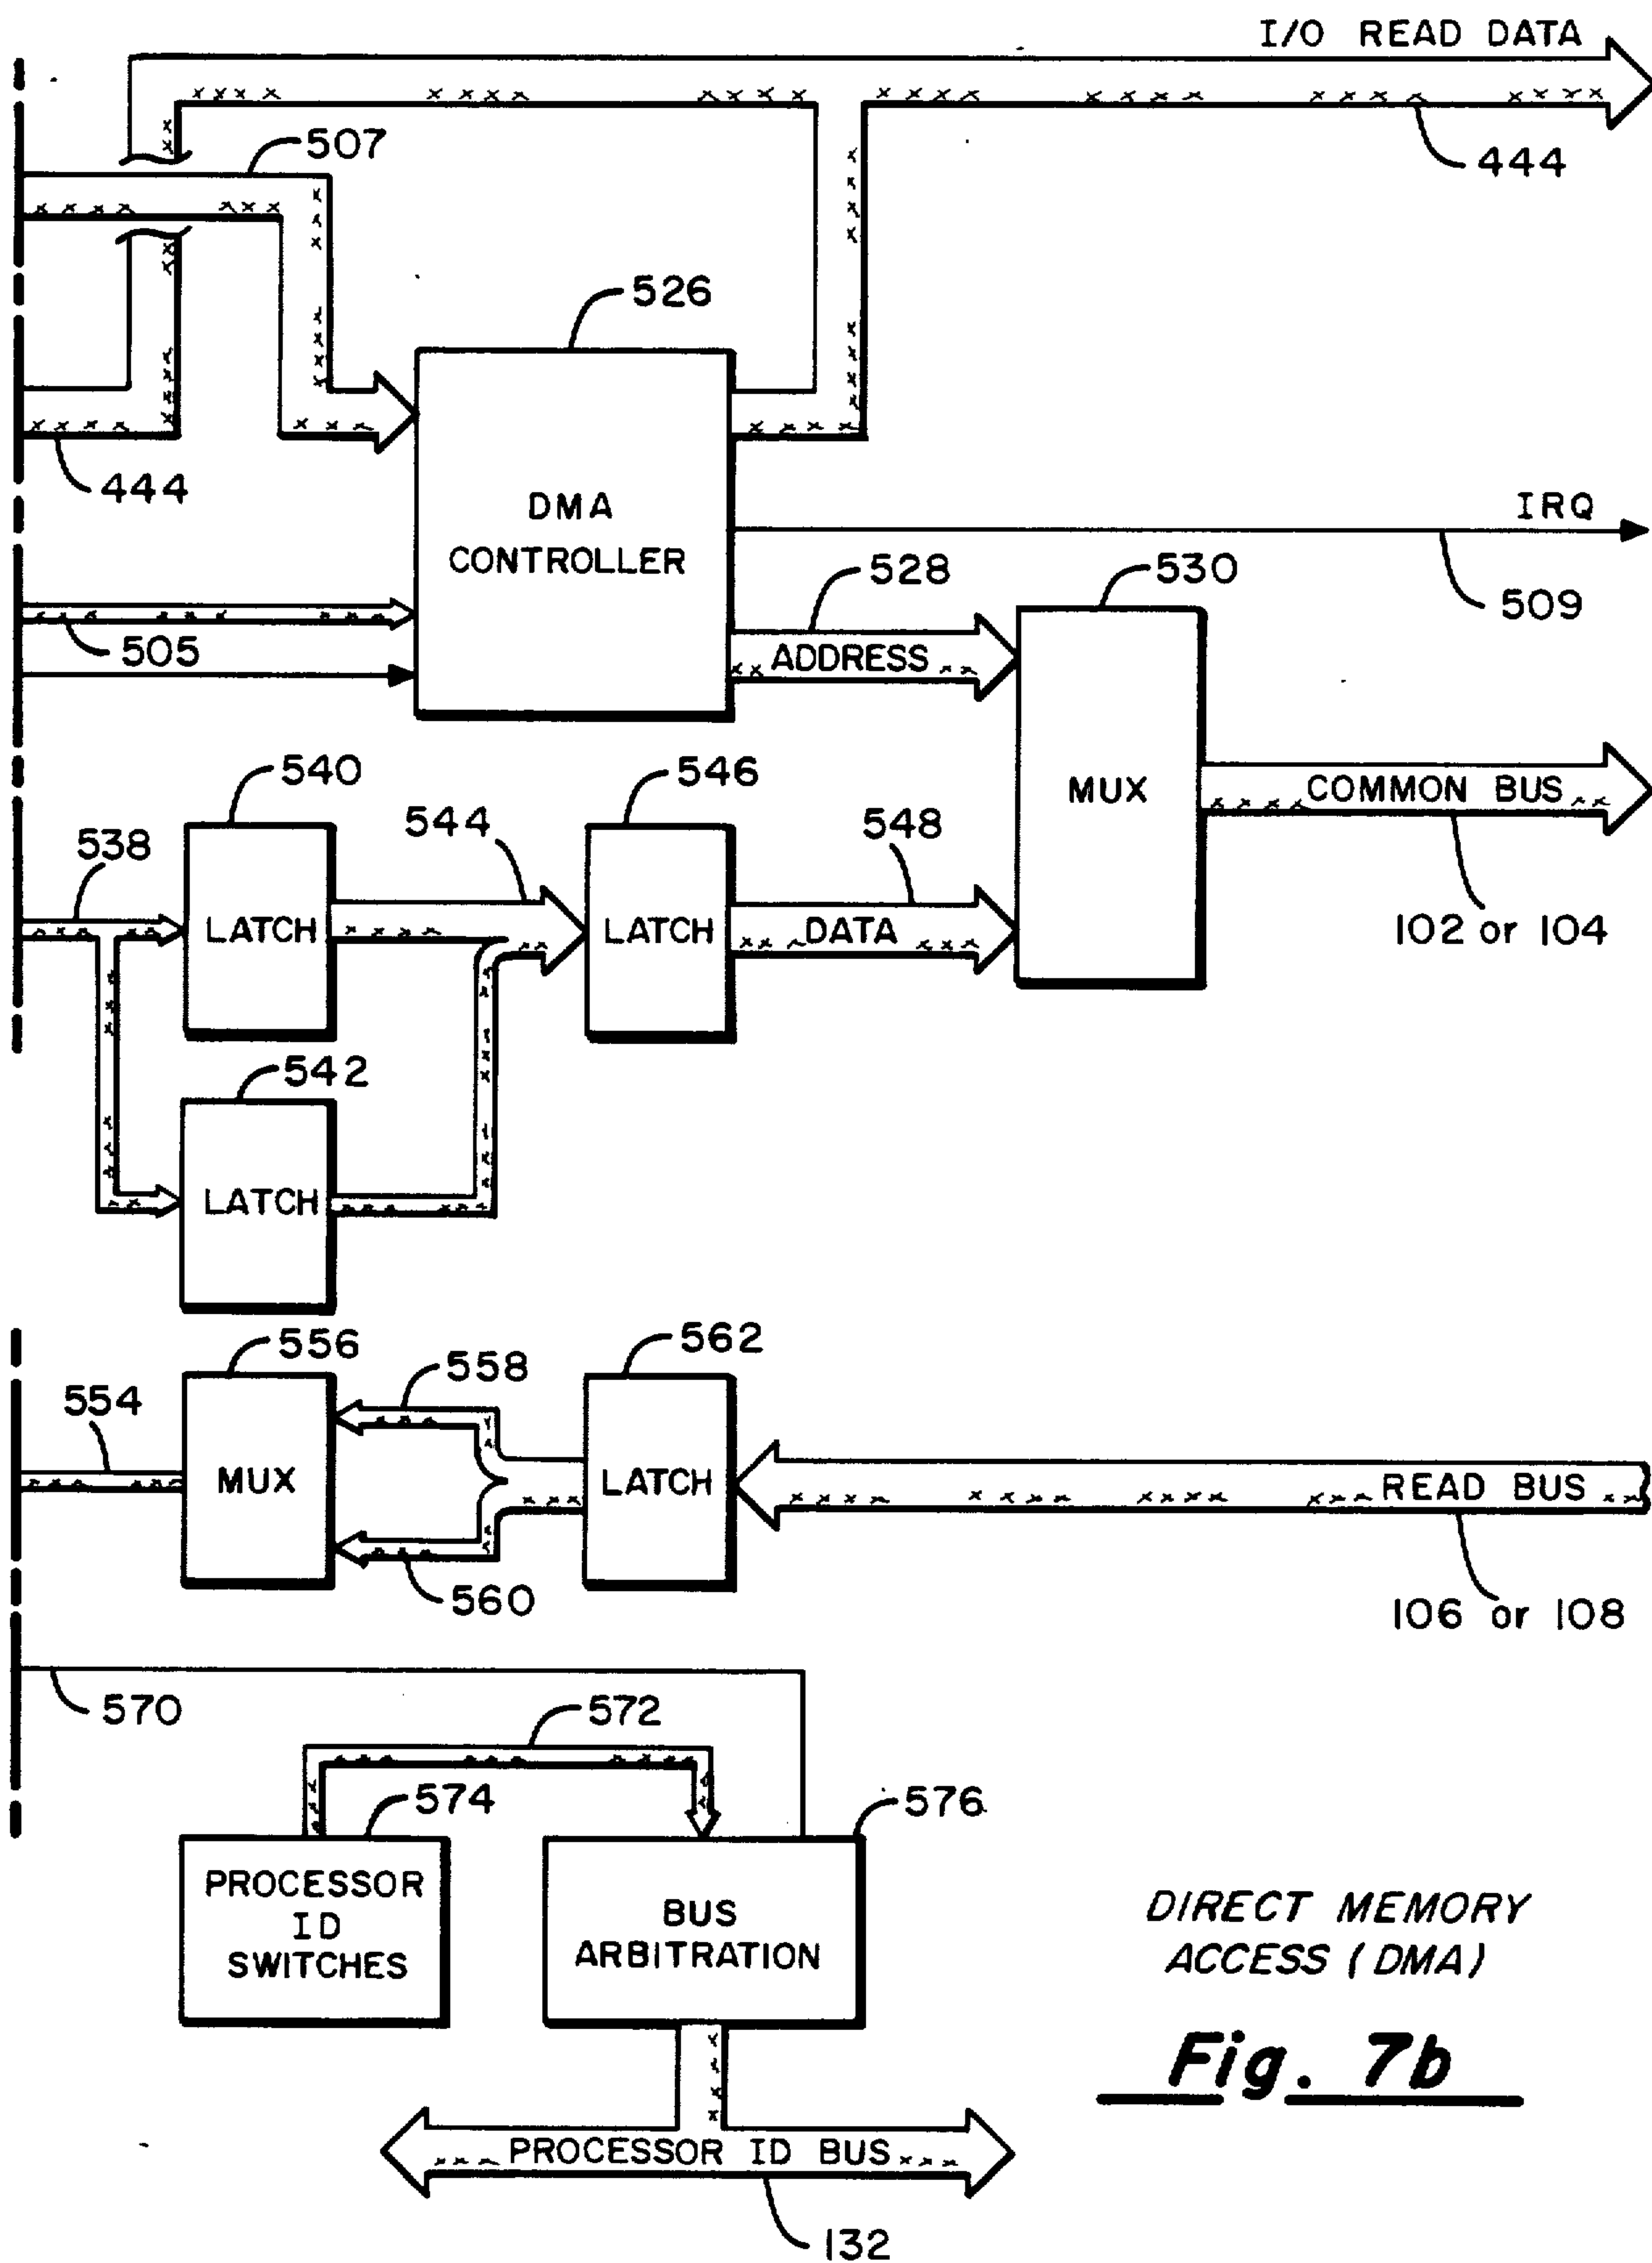 I/O READ DATA
507
444
526
444
DMA
CONTROLLER
IRQ
509
528
530
505
ADDRESS
540
546
MUX
COMMON BUS
538
544
548
LATCH
LATCH
DATA
102 or 104
542
LATCH
556
558
562
554
MUX
LATCH
READ BUS
560
106 or 108
570
572
574
576
PROCESSOR
ID
SWITCHES
BUS
ARBITRATION
DIRECT MEMORY
ACCESS (DMA)
Fig. 7b
PROCESSOR ID BUS
132